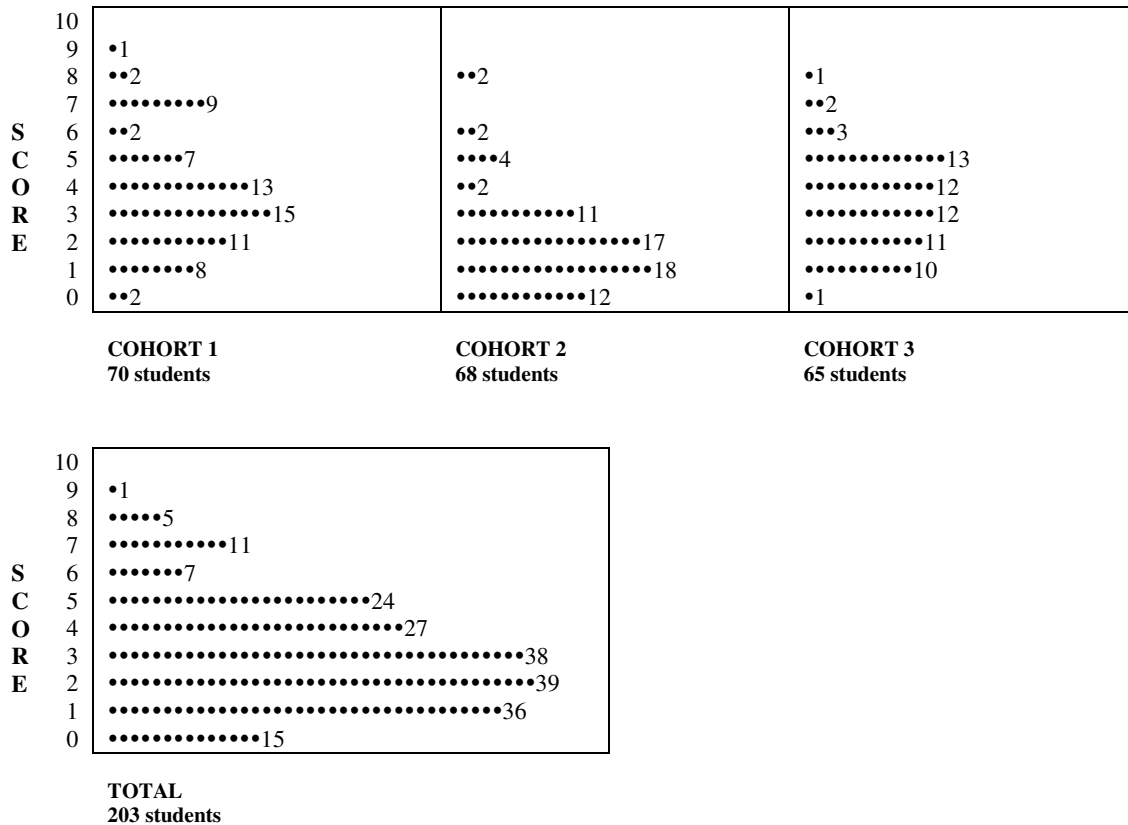 10
9 •1
8 ••2 ••2 •1
7 •••••••••9 ••2
S 6 ••2 ••2 •••3
C 5 •••••••7 ••••4 •••••••••••••13
O 4 •••••••••••••13 ••2 ••••••••••••12
R 3 •••••••••••••••15 •••••••••••11 ••••••••••••12
E 2 •••••••••••11 •••••••••••••••••17 •••••••••••11
1 ••••••••8 ••••••••••••••••••18 ••••••••••10
0 ••2 ••••••••••••12 •1
COHORT 1 COHORT 2 COHORT 3
70 students 68 students 65 students
10
9 •1
8 •••••5
7 •••••••••••11
S 6 •••••••7
C 5 ••••••••••••••••••••••••24
O 4 •••••••••••••••••••••••••••27
R 3 ••••••••••••••••••••••••••••••••••••••38
E 2 •••••••••••••••••••••••••••••••••••••••39
1 ••••••••••••••••••••••••••••••••••••36
0 ••••••••••••••15
TOTAL
203 students